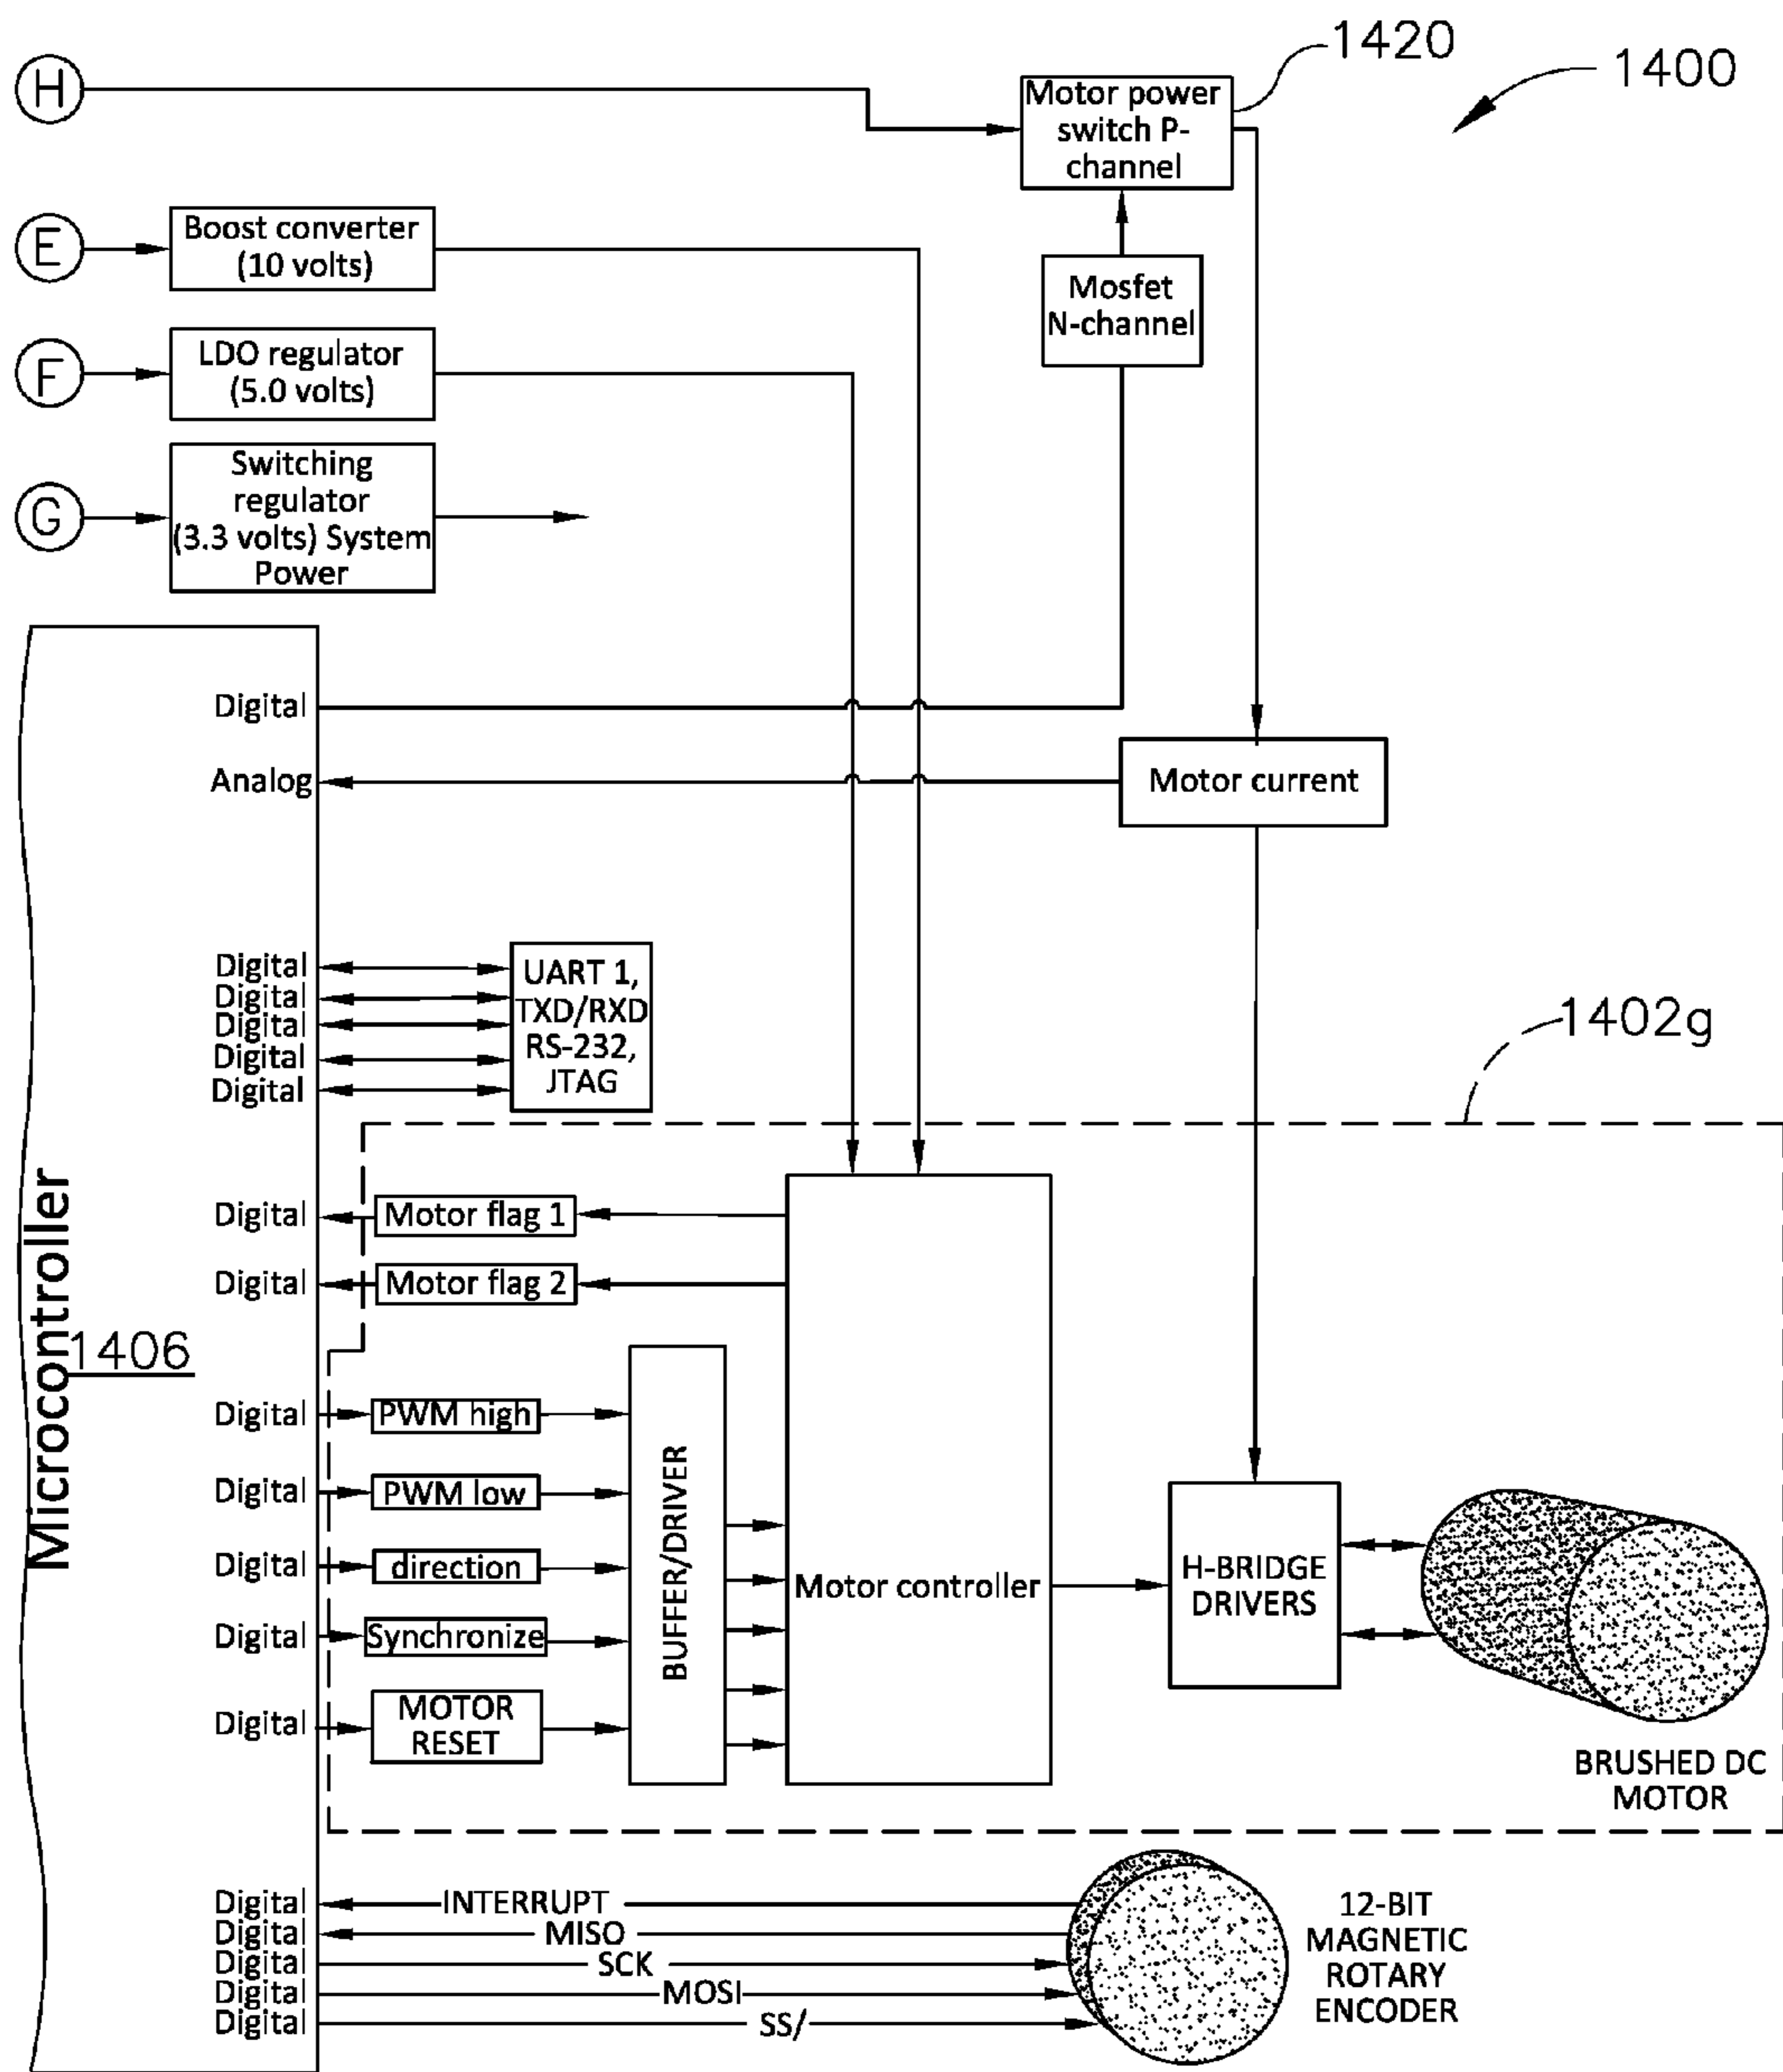 1420
1400
H
Motor power
switch P-
channel
E
Boost converter
(10 volts)
Mosfet
N-channel
F
LDO regulator
(5.0 volts)
G
Switching
regulator
(3.3 volts) System
Power
Digital
Analog
Motor current
Digital
Digital
Digital
Digital
Digital
UART 1,
TXD/RXD
RS-232,
JTAG
1402g
Microcontroller
1406
Digital
Motor flag 1
Digital
Motor flag 2
Digital
PWM high
Digital
PWM low
Digital
direction
Digital
Synchronize
Digital
MOTOR
RESET
BUFFER/DRIVER
Motor controller
H-BRIDGE
DRIVERS
BRUSHED DC
MOTOR
Digital
INTERRUPT
Digital
MISO
Digital
SCK
Digital
MOSI
Digital
SS/
12-BIT
MAGNETIC
ROTARY
ENCODER